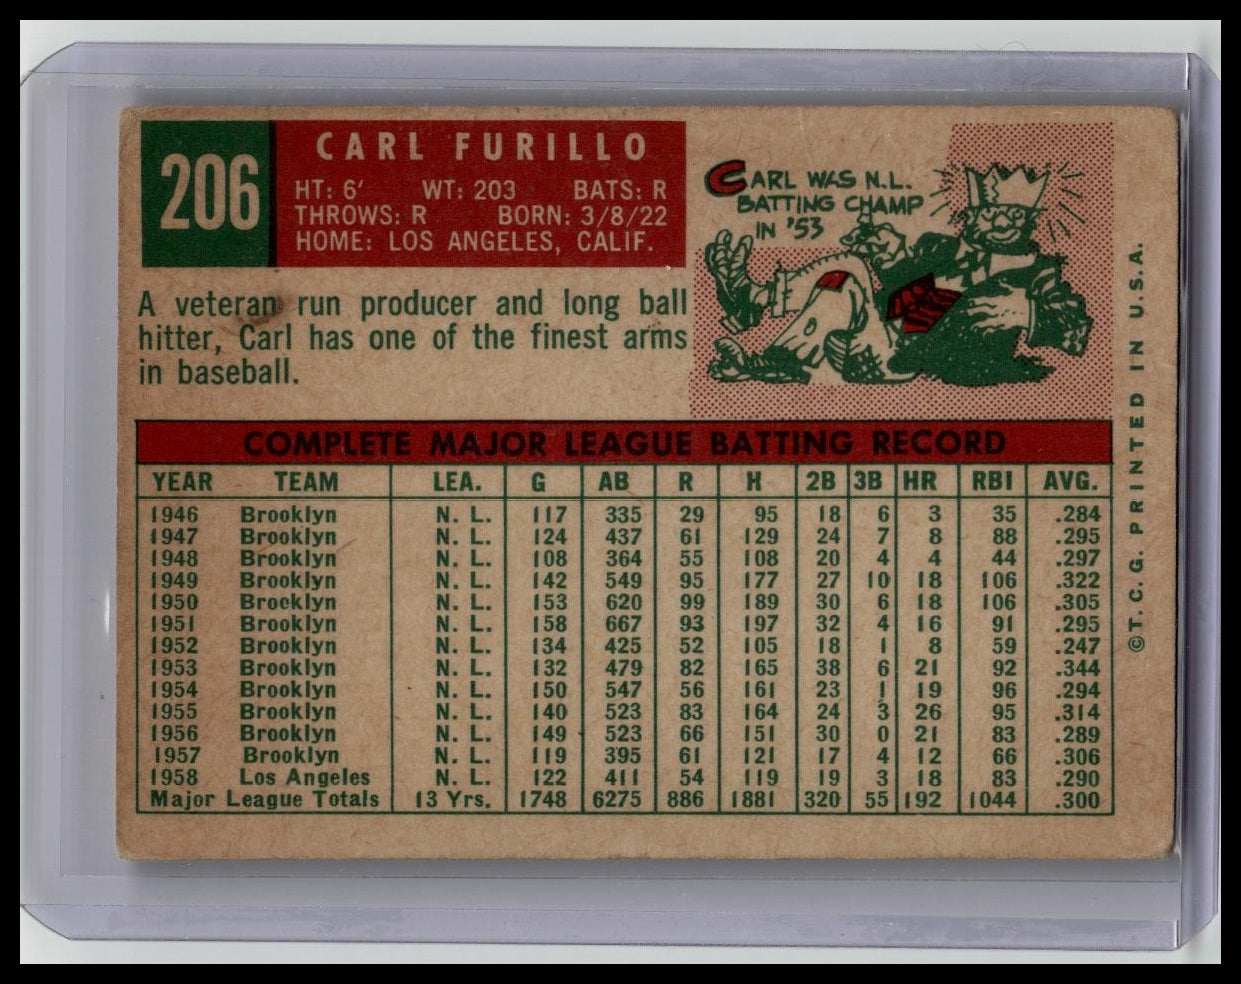 206
CARL FURILLO
HT: 6' WT: 203 BATS: R
THROWS: R BORN: 3/8/22
HOME: LOS ANGELES, CALIF.
CARL WAS N.L.
BATTING CHAMP
IN '53
A veteran run producer and long ball
hitter, Carl has one of the finest arms
in baseball.
COMPLETE MAJOR LEAGUE BATTING RECORD
YEAR TEAM LEA. G AB R H 2B 3B HR RBI AVG.
1946 Brooklyn N. L. 117 335 29 95 18 6 3 35 .284
1947 Brooklyn N. L. 124 437 61 129 24 7 8 88 .295
1948 Brooklyn N. L. 108 364 55 108 20 4 4 44 .297
1949 Brooklyn N. L. 142 549 95 177 27 10 18 106 .322
1950 Brooklyn N. L. 153 620 99 189 30 6 18 106 .305
1951 Brooklyn N. L. 158 667 93 197 32 4 16 91 .295
1952 Brooklyn N. L. 134 425 52 105 18 1 8 59 .247
1953 Brooklyn N. L. 132 479 82 165 38 6 21 92 .344
1954 Brooklyn N. L. 150 547 56 161 23 1 19 96 .294
1955 Brooklyn N. L. 140 523 83 164 24 3 26 95 .314
1956 Brooklyn N. L. 149 523 66 151 30 0 21 83 .289
1957 Brooklyn N. L. 119 395 61 121 17 4 12 66 .306
1958 Los Angeles N. L. 122 411 54 119 19 3 18 83 .290
Major League Totals 13 Yrs. 1748 6275 886 1881 320 55 192 1044 .300
©T. C. G. PRINTED IN U.S.A.